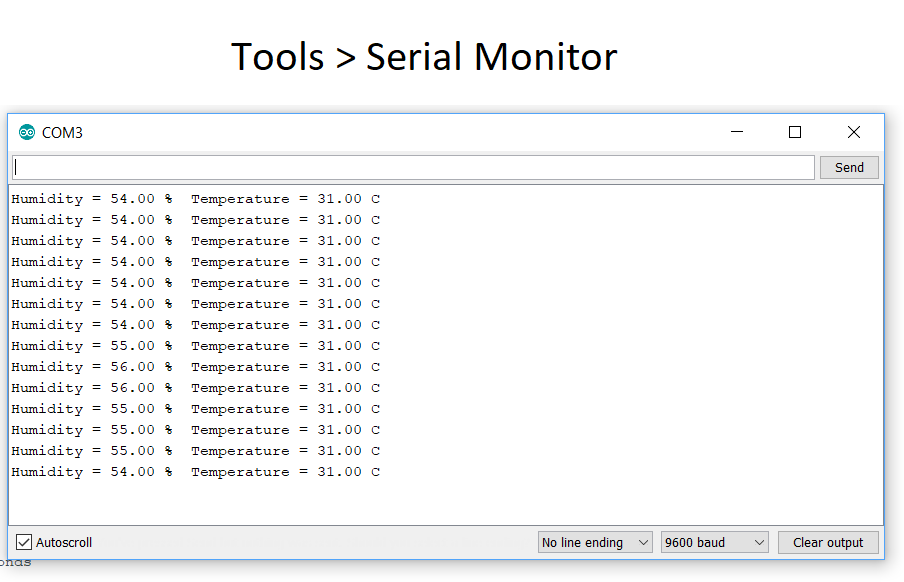 Tools > Serial Monitor
COM3
Send
Humidity = 54.00 %  Temperature = 31.00 C
Humidity = 54.00 %  Temperature = 31.00 C
Humidity = 54.00 %  Temperature = 31.00 C
Humidity = 54.00 %  Temperature = 31.00 C
Humidity = 54.00 %  Temperature = 31.00 C
Humidity = 54.00 %  Temperature = 31.00 C
Humidity = 54.00 %  Temperature = 31.00 C
Humidity = 55.00 %  Temperature = 31.00 C
Humidity = 56.00 %  Temperature = 31.00 C
Humidity = 56.00 %  Temperature = 31.00 C
Humidity = 55.00 %  Temperature = 31.00 C
Humidity = 55.00 %  Temperature = 31.00 C
Humidity = 55.00 %  Temperature = 31.00 C
Humidity = 54.00 %  Temperature = 31.00 C
Autoscroll No line ending 9600 baud Clear output